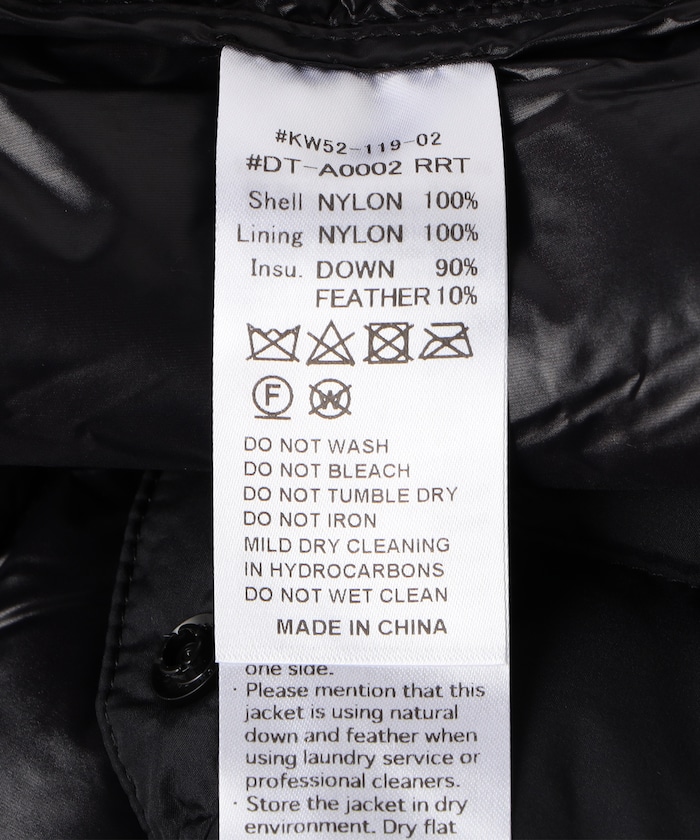 #KW52-119-02
#DT-A0002 RRT
Shell NYLON 100%
Lining NYLON 100%
Insu. DOWN 90%
FEATHER 10%
F W
DO NOT WASH
DO NOT BLEACH
DO NOT TUMBLE DRY
DO NOT IRON
MILD DRY CLEANING
IN HYDROCARBONS
DO NOT WET CLEAN
MADE IN CHINA
one side.
· Please mention that this
jacket is using natural
down and feather when
using laundry service or
professional cleaners.
· Store the jacket in dry
environment. Dry flat